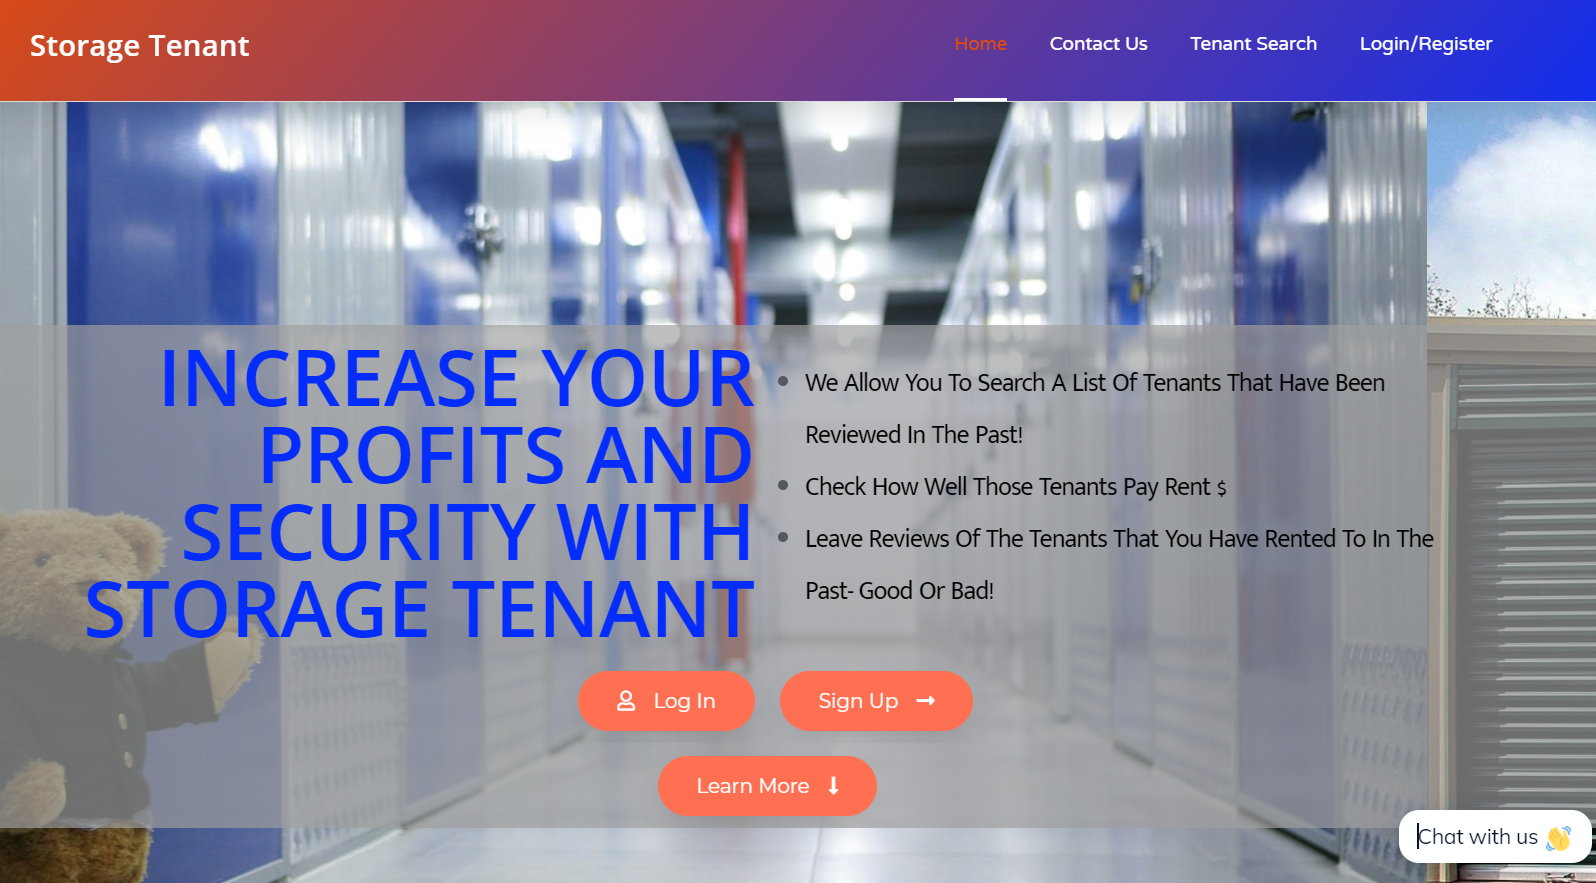 Storage Tenant
Home
Contact Us
Tenant Search
Login/Register
INCREASE YOUR
PROFITS AND
SECURITY WITH
STORAGE TENANT
We Allow You To Search A List Of Tenants That Have Been
Reviewed In The Past!
Check How Well Those Tenants Pay Rent $
Leave Reviews Of The Tenants That You Have Rented To In The
Past- Good Or Bad!
Log In
Sign Up →
Learn More
Chat with us 👋